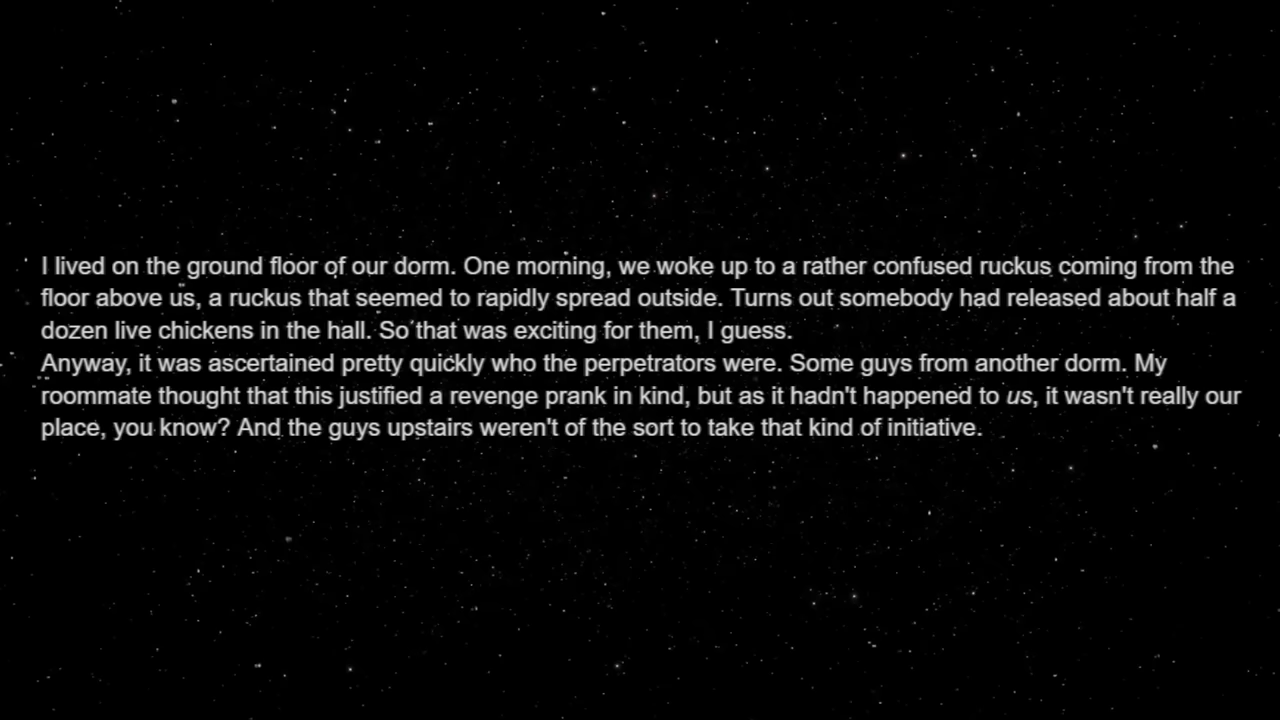 I lived on the ground floor of our dorm. One morning, we woke up to a rather confused ruckus coming from the
floor above us, a ruckus that seemed to rapidly spread outside. Turns out somebody had released about half a
dozen live chickens in the hall. So that was exciting for them, I guess.
Anyway, it was ascertained pretty quickly who the perpetrators were. Some guys from another dorm. My
roommate thought that this justified a revenge prank in kind, but as it hadn't happened to us, it wasn't really our
place, you know? And the guys upstairs weren't of the sort to take that kind of initiative.